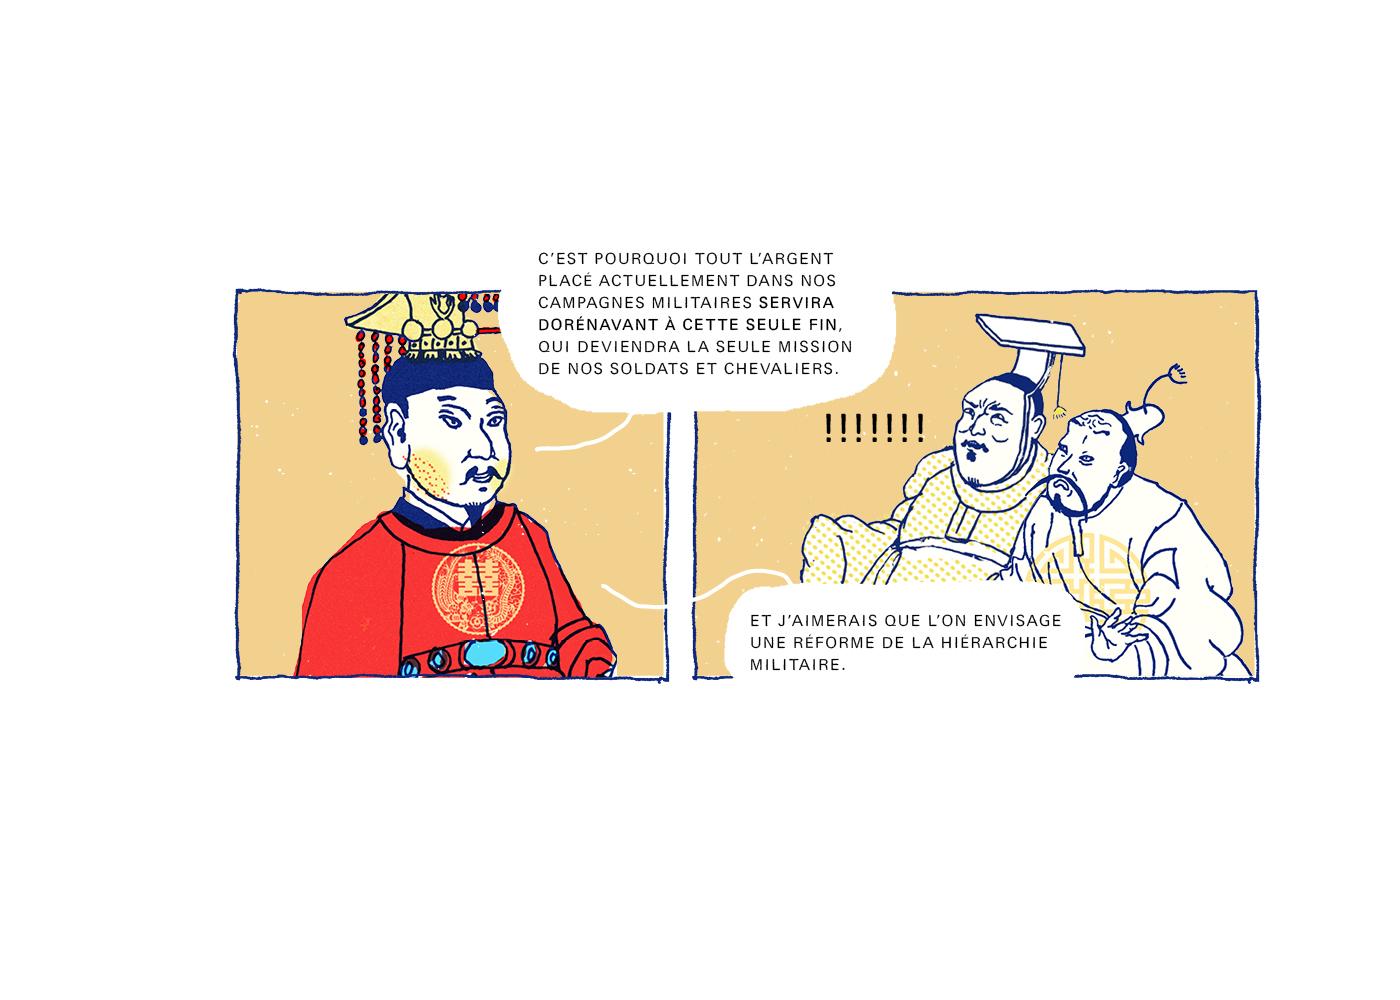 C'EST POURQUOI TOUT L'ARGENT
PLACÉ ACTUELLEMENT DANS NOS
CAMPAGNES MILITAIRES SERVIRA
DORÉNAVANT À CETTE SEULE FIN,
QUI DEVIENDRA LA SEULE MISSION
DE NOS SOLDATS ET CHEVALIERS.
!!!!!!!
ET J'AIMERAIS QUE L'ON ENVISAGE
UNE RÉFORME DE LA HIÉRARCHIE
MILITAIRE.